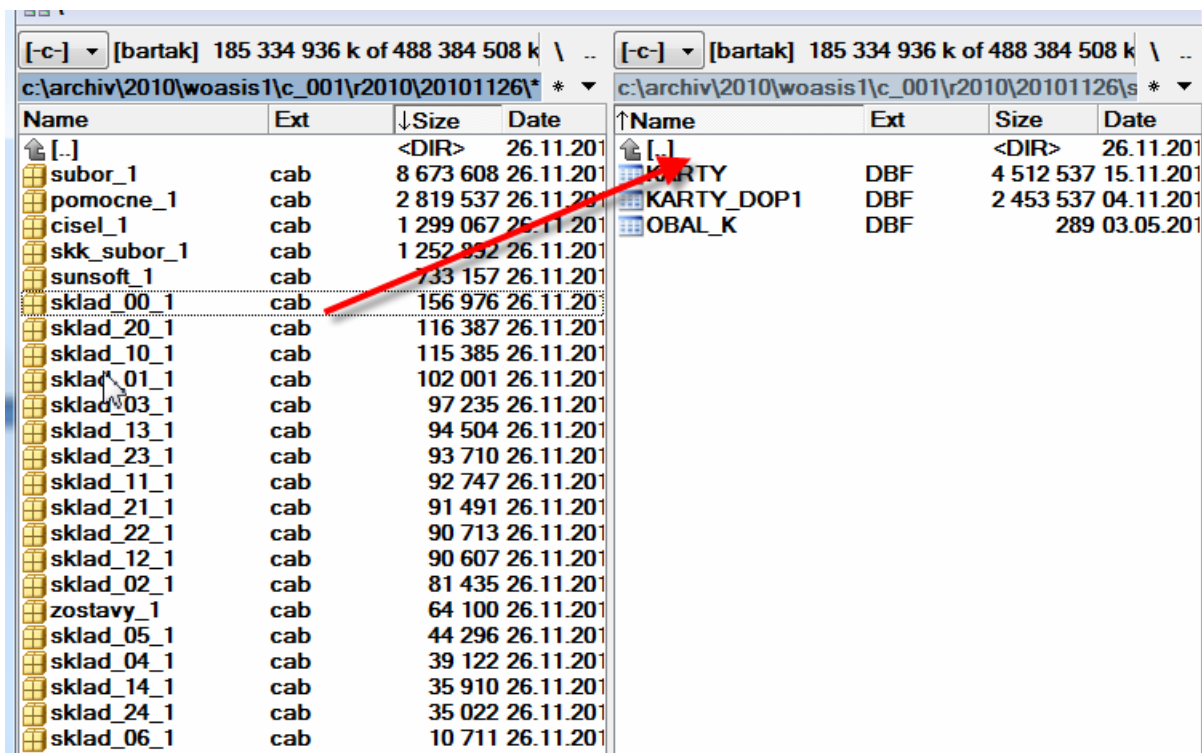 [-c-] [bartak] 185 334 936 k of 488 384 508 k \ ..
c:\archiv\2010\woasis1\c_001\r2010\20101126\* *
Name Ext ↓Size Date
[..] <DIR> 26.11.201
subor_1 cab 8 673 608 26.11.201
pomocne_1 cab 2 819 537 26.11.201
cisel_1 cab 1 299 067 26.11.201
skk_subor_1 cab 1 252 892 26.11.201
sunsoft_1 cab 733 157 26.11.201
sklad_00_1 cab 156 976 26.11.201
sklad_20_1 cab 116 387 26.11.201
sklad_10_1 cab 115 385 26.11.201
sklad_01_1 cab 102 001 26.11.201
sklad_03_1 cab 97 235 26.11.201
sklad_13_1 cab 94 504 26.11.201
sklad_23_1 cab 93 710 26.11.201
sklad_11_1 cab 92 747 26.11.201
sklad_21_1 cab 91 491 26.11.201
sklad_22_1 cab 90 713 26.11.201
sklad_12_1 cab 90 607 26.11.201
sklad_02_1 cab 81 435 26.11.201
zostavy_1 cab 64 100 26.11.201
sklad_05_1 cab 44 296 26.11.201
sklad_04_1 cab 39 122 26.11.201
sklad_14_1 cab 35 910 26.11.201
sklad_24_1 cab 35 022 26.11.201
sklad_06_1 cab 10 711 26.11.201
[-c-] [bartak] 185 334 936 k of 488 384 508 k \ ..
c:\archiv\2010\woasis1\c_001\r2010\20101126\s *
↑Name Ext Size Date
[..] <DIR> 26.11.201
KARTY DBF 4 512 537 15.11.201
KARTY_DOP1 DBF 2 453 537 04.11.201
OBAL_K DBF 289 03.05.201